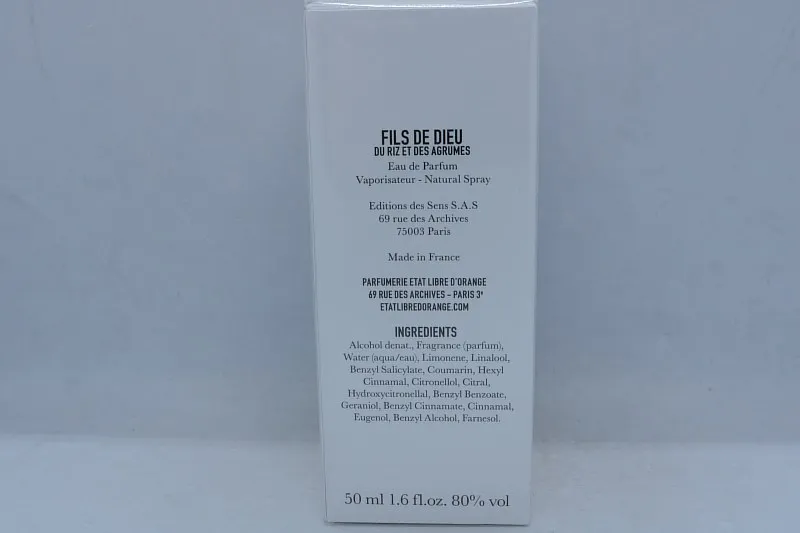 FILS DE DIEU
DU RIZ ET DES AGRUMES
Eau de Parfum
Vaporisateur - Natural Spray
Editions des Sens S.A.S
69 rue des Archives
75003 Paris
Made in France
PARFUMERIE ETAT LIBRE D'ORANGE
69 RUE DES ARCHIVES – PARIS 3e
ETATLIBREDORANGE.COM
INGREDIENTS
Alcohol denat., Fragrance (parfum),
Water (aqua/eau), Limonene, Linalool,
Benzyl Salicylate, Coumarin, Hexyl
Cinnamal, Citronellol, Citral,
Hydroxycitronellal, Benzyl Benzoate,
Geraniol, Benzyl Cinnamate, Cinnamal,
Eugenol, Benzyl Alcohol, Farnesol.
50 ml 1.6 fl.oz. 80% vol